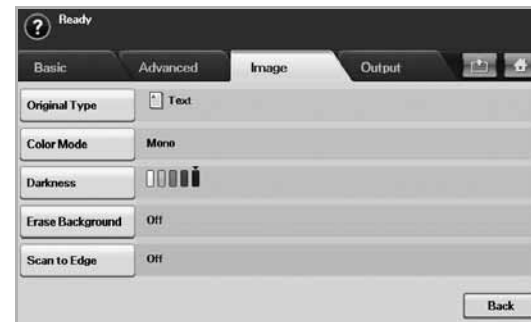 ? Ready
Basic Advanced Image Output
Original Type Text
Color Mode Mono
Darkness
Erase Background Off
Scan to Edge Off
Back